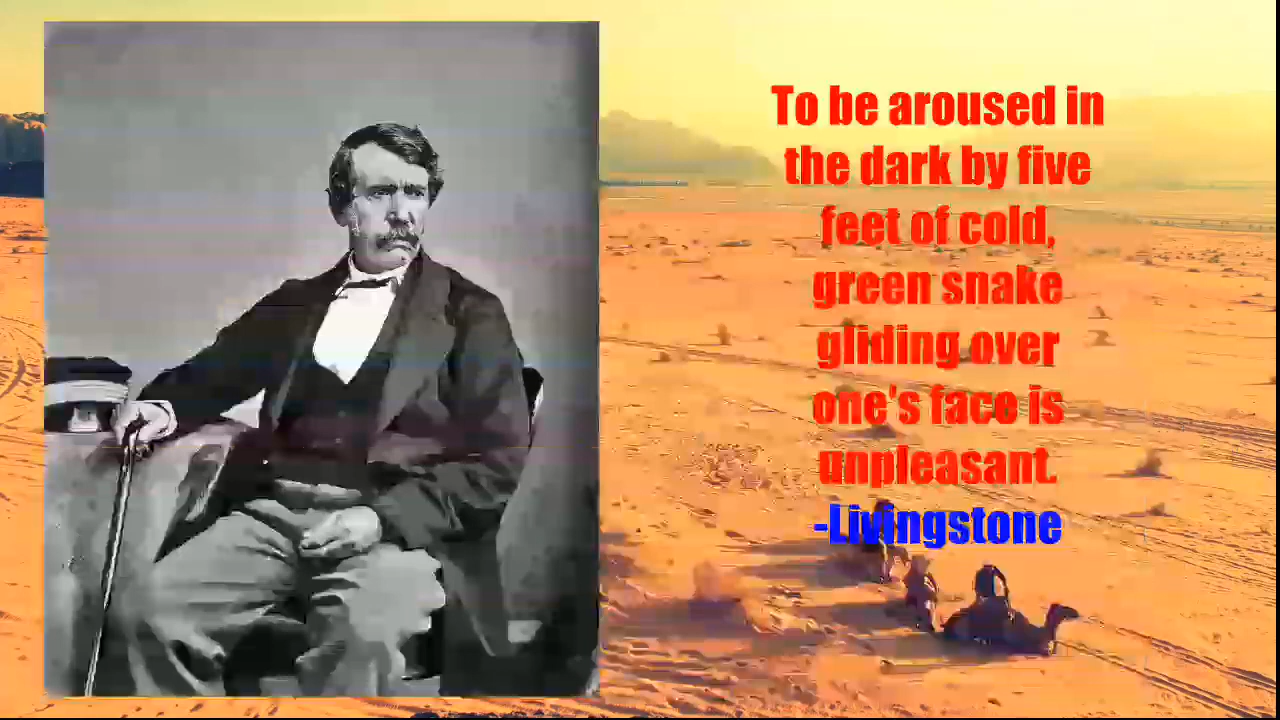 To be aroused in
the dark by five
feet of cold,
green snake
gliding over
one's face is
unpleasant.
-Livingstone